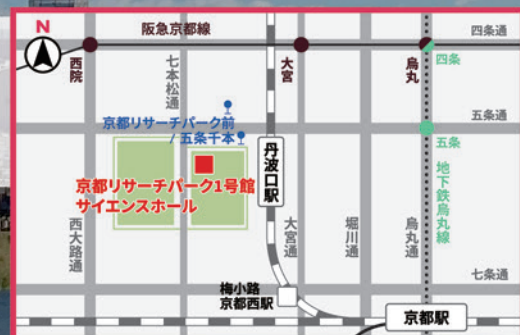 N
阪急京都線
四条通
西院
七本松通
大宮
烏丸
四条
京都リサーチパーク前
/ 五条千本
五条通
五条
丹波口駅
地下鉄烏丸線
京都リサーチパーク1号館
サイエンスホール
西大路通
大宮通
堀川通
烏丸通
七条通
梅小路
京都西駅
京都駅